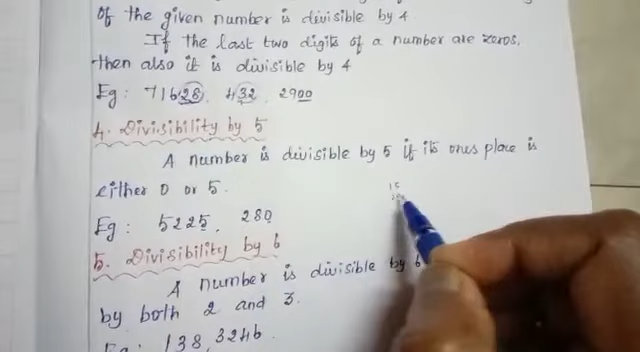 of the given number is divisible by 4
If the last two digits of a number are zeros,
then also it is divisible by 4
Eg: 71628, 432, 2900
4. Divisibility by 5
A number is divisible by 5 if its ones place is
either 0 or 5.
Eg: 5225, 280
5. Divisibility by 6
A number is divisible by 6
by both 2 and 3.
Eg: 138, 3246.